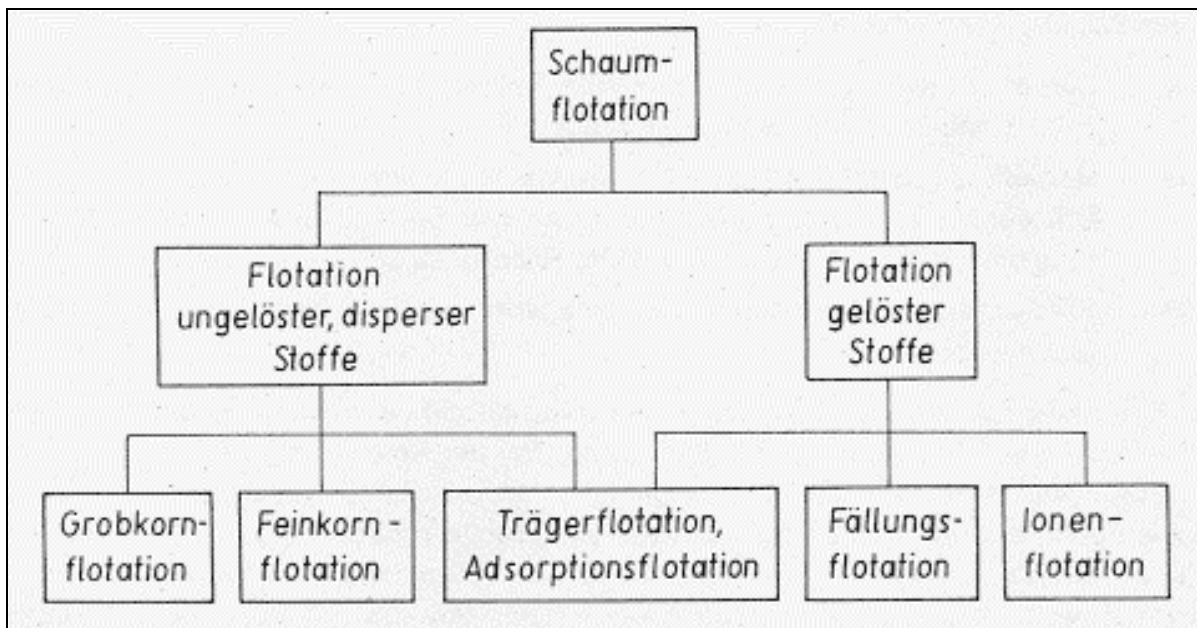 Schaum-
flotation
Flotation
ungelöster, disperser
Stoffe
Flotation
gelöster
Stoffe
Grobkorn-
flotation
Feinkorn-
flotation
Trägerflotation,
Adsorptionsflotation
Fällungs-
flotation
Ionen-
flotation